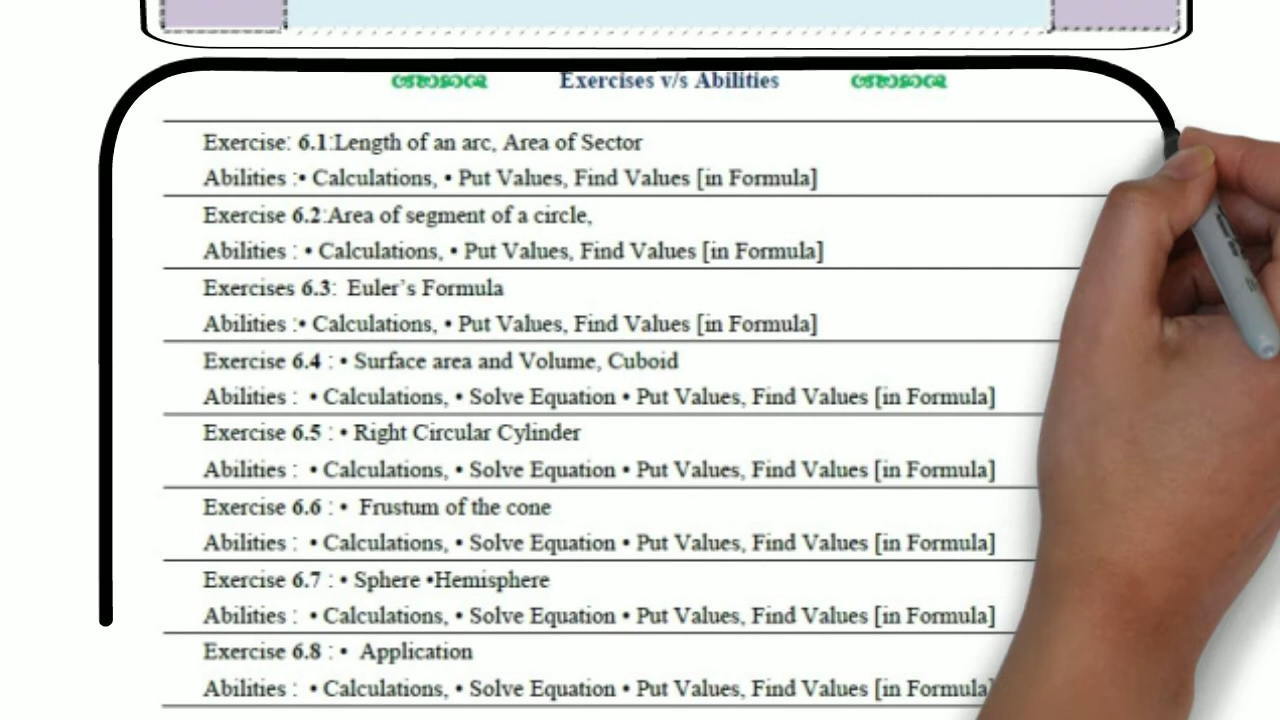 Exercises v/s Abilities
Exercise: 6.1:Length of an arc, Area of Sector
Abilities :• Calculations, • Put Values, Find Values [in Formula]
Exercise 6.2:Area of segment of a circle,
Abilities : • Calculations, • Put Values, Find Values [in Formula]
Exercises 6.3: Euler's Formula
Abilities :• Calculations, • Put Values, Find Values [in Formula]
Exercise 6.4 : • Surface area and Volume, Cuboid
Abilities : • Calculations, • Solve Equation • Put Values, Find Values [in Formula]
Exercise 6.5 : • Right Circular Cylinder
Abilities : • Calculations, • Solve Equation • Put Values, Find Values [in Formula]
Exercise 6.6 : • Frustum of the cone
Abilities : • Calculations, • Solve Equation • Put Values, Find Values [in Formula]
Exercise 6.7 : • Sphere •Hemisphere
Abilities : • Calculations, • Solve Equation • Put Values, Find Values [in Formula]
Exercise 6.8 : • Application
Abilities : • Calculations, • Solve Equation • Put Values, Find Values [in Formula]